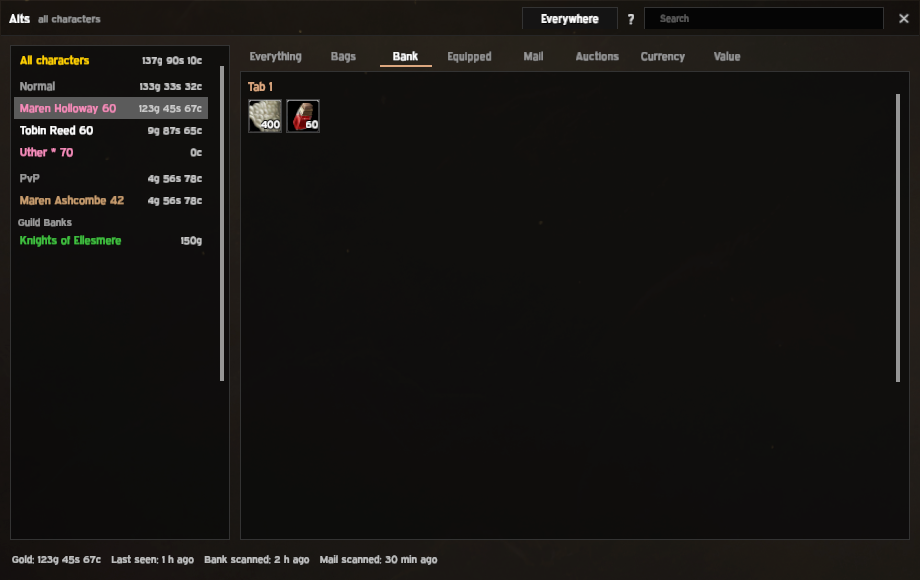 Alts all characters Everywhere ? Search ×
Everything Bags Bank Equipped Mail Auctions Currency Value
All characters 137g 90s 10c
Normal 133g 33s 32c
Maren Holloway 60 123g 45s 67c
Tobin Reed 60 9g 87s 65c
Uther * 70 0c
PvP 4g 56s 78c
Maren Ashcombe 42 4g 56s 78c
Guild Banks
Knights of Ellesmere 150g
Tab 1
400 60
Gold: 123g 45s 67c Last seen: 1 h ago Bank scanned: 2 h ago Mail scanned: 30 min ago